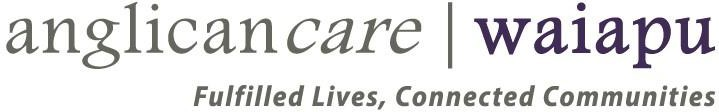 anglicancare | waiapu
Fulfilled Lives, Connected Communities